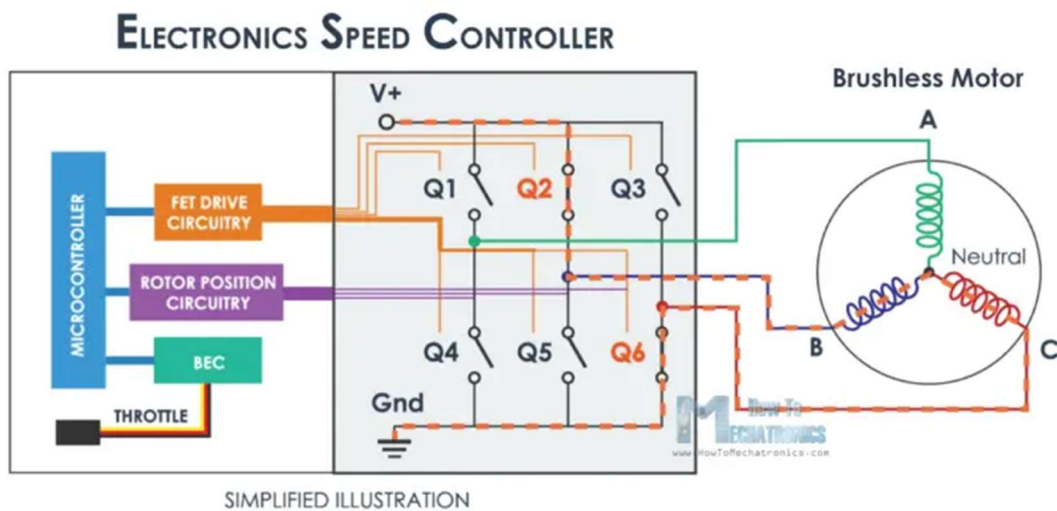 ELECTRONICS SPEED CONTROLLER
V+
Brushless Motor
A
Q1
Q2
Q3
FET DRIVE
CIRCUITRY
MICROCONTROLLER
Neutral
ROTOR POSITION
CIRCUITRY
B
C
Q4
Q5
Q6
BEC
Gnd
THROTTLE
HOW TO
MECHATRONICS
www.HowToMechatronics.com
SIMPLIFIED ILLUSTRATION